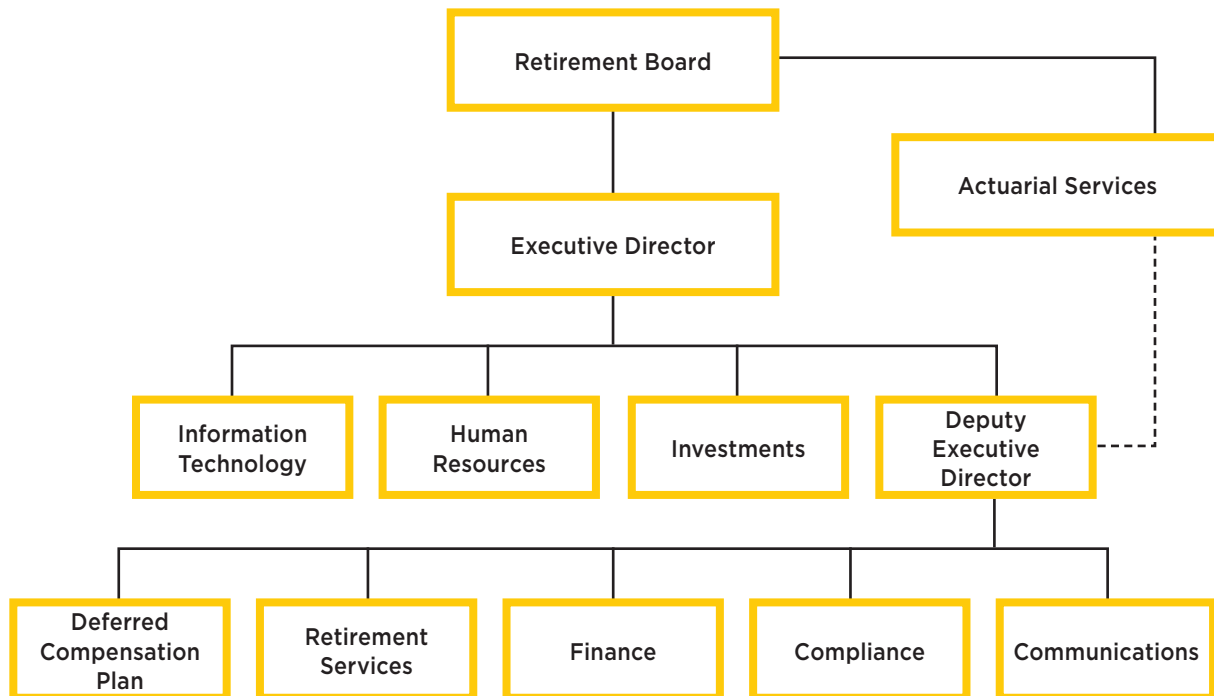 Retirement Board
Actuarial Services
Executive Director
Information
Technology
Human
Resources
Investments
Deputy
Executive
Director
Deferred
Compensation
Plan
Retirement
Services
Finance
Compliance
Communications